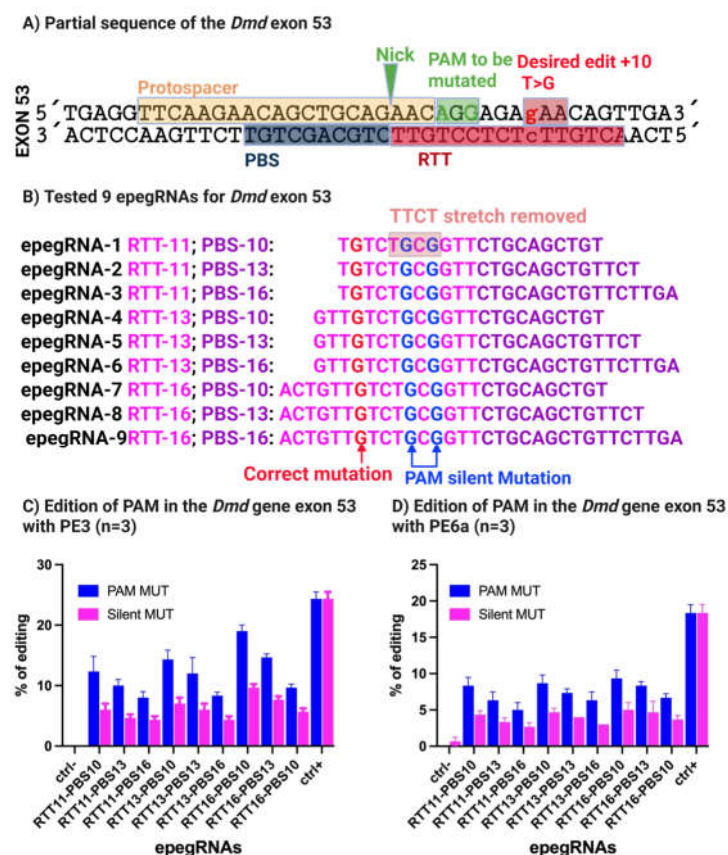 A) Partial sequence of the Dmd exon 53
Nick
PAM to be mutated
Desired edit +10 T>G
Protospacer
EXON 53
5´TGAGGTTCAAGAACAGCTGCAGAACAGGAGAgAACAGTTGA3´
3´ACTCCAAGTTCTTGTCGACGTCTTGTCCTCTcTTGTCAACT5´
PBS
RTT
B) Tested 9 epegRNAs for Dmd exon 53
TTCT stretch removed
epegRNA-1 RTT-11; PBS-10: TGTCTGCGGTTCTGCAGCTGT
epegRNA-2 RTT-11; PBS-13: TGTCTGCGGTTCTGCAGCTGTTCT
epegRNA-3 RTT-11; PBS-16: TGTCTGCGGTTCTGCAGCTGTTCTTGA
epegRNA-4 RTT-13; PBS-10: GTTGTCTGCGGTTCTGCAGCTGT
epegRNA-5 RTT-13; PBS-13: GTTGTCTGCGGTTCTGCAGCTGTTCT
epegRNA-6 RTT-13; PBS-16: GTTGTCTGCGGTTCTGCAGCTGTTCTTGA
epegRNA-7 RTT-16; PBS-10: ACTGTTGTCTGCGGTTCTGCAGCTGT
epegRNA-8 RTT-16; PBS-13: ACTGTTGTCTGCGGTTCTGCAGCTGTTCT
epegRNA-9RTT-16; PBS-16: ACTGTTGTCTGCGGTTCTGCAGCTGTTCTTGA
Correct mutation
PAM silent Mutation
C) Edition of PAM in the Dmd gene exon 53
with PE3 (n=3)
% of editing
30
20
10
0
PAM MUT
Silent MUT
ctrl-
RTT11-PBS10
RTT11-PBS13
RTT11-PBS16
RTT13-PBS10
RTT13-PBS13
RTT13-PBS16
RTT16-PBS10
RTT16-PBS13
RTT16-PBS10
ctrl+
epegRNAs
D) Edition of PAM in the Dmd gene exon 53
with PE6a (n=3)
% of editing
25
20
15
10
5
0
PAM MUT
Silent MUT
ctrl-
RTT11-PBS10
RTT11-PBS13
RTT11-PBS16
RTT13-PBS10
RTT13-PBS13
RTT13-PBS16
RTT16-PBS10
RTT16-PBS13
RTT16-PBS10
ctrl+
epegRNAs